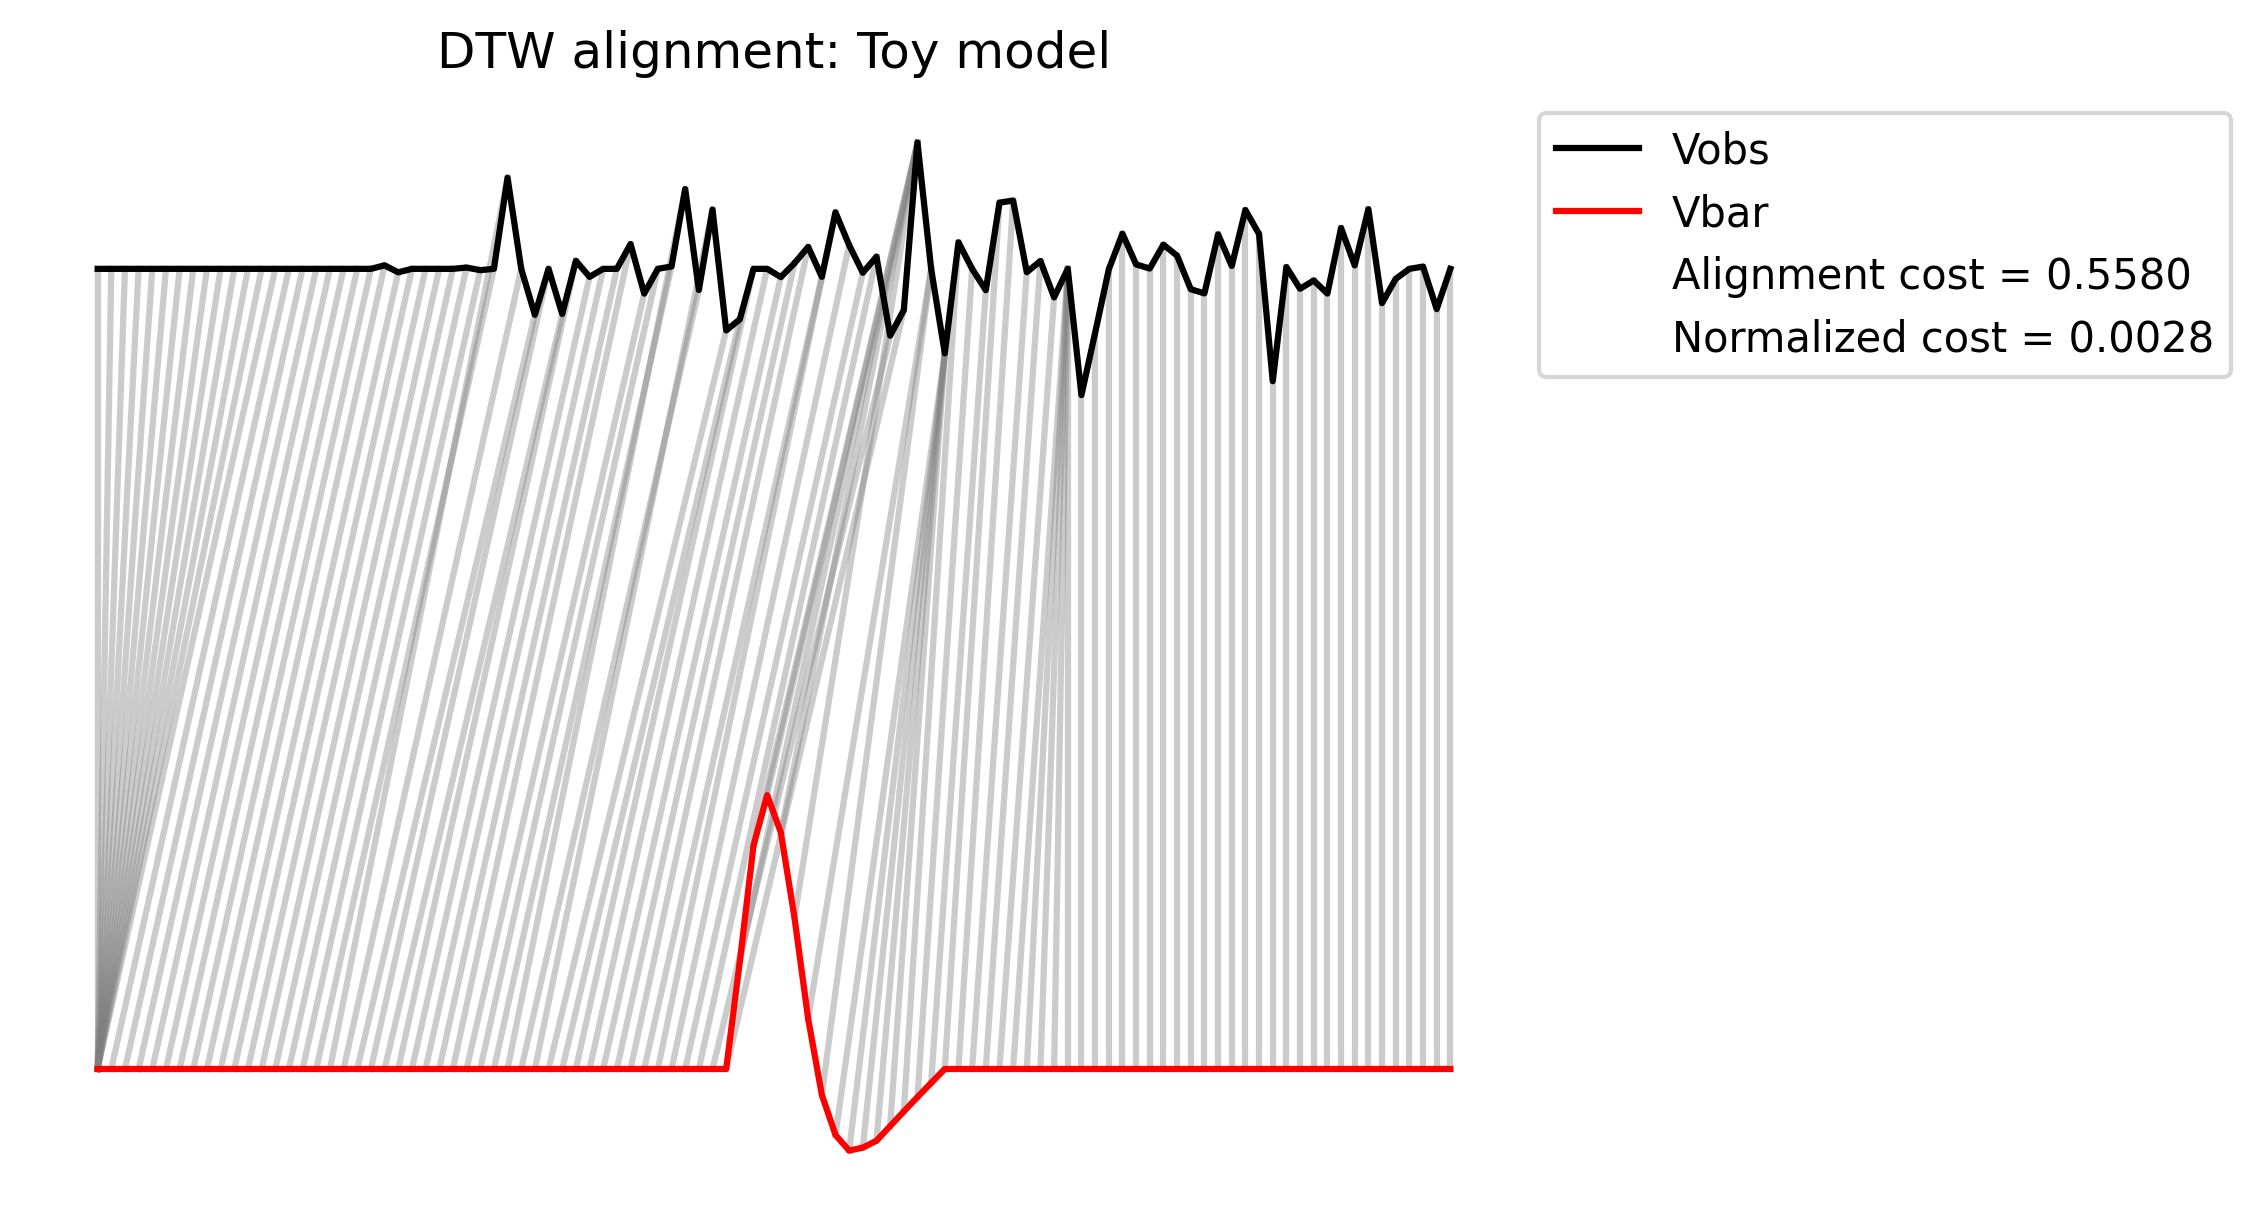 DTW alignment: Toy model
Vobs
Vbar
Alignment cost = 0.5580
Normalized cost = 0.0028